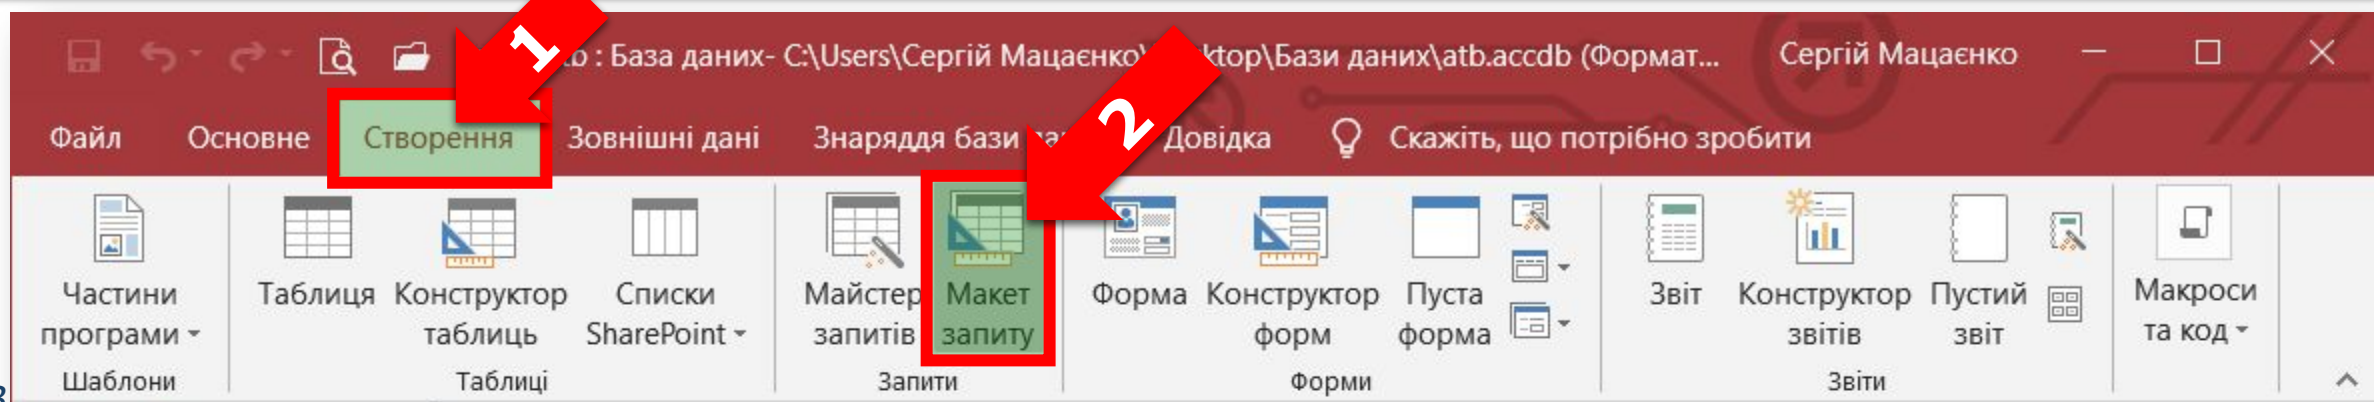 1
: База даних- C:\Users\Сергій Мацаєнко\ ktop\Бази даних\atb.accdb (Формат... Сергій Мацаєнко
2
Файл Основне Створення Зовнішні дані Знаряддя бази Довідка Скажіть, що потрібно зробити
Частини програми
Таблиця
Конструктор таблиць
Списки SharePoint
Майстер запитів
Макет запиту
Форма
Конструктор форм
Пуста форма
Звіт
Конструктор звітів
Пустий звіт
Макроси та код
Шаблони Таблиці Запити Форми Звіти